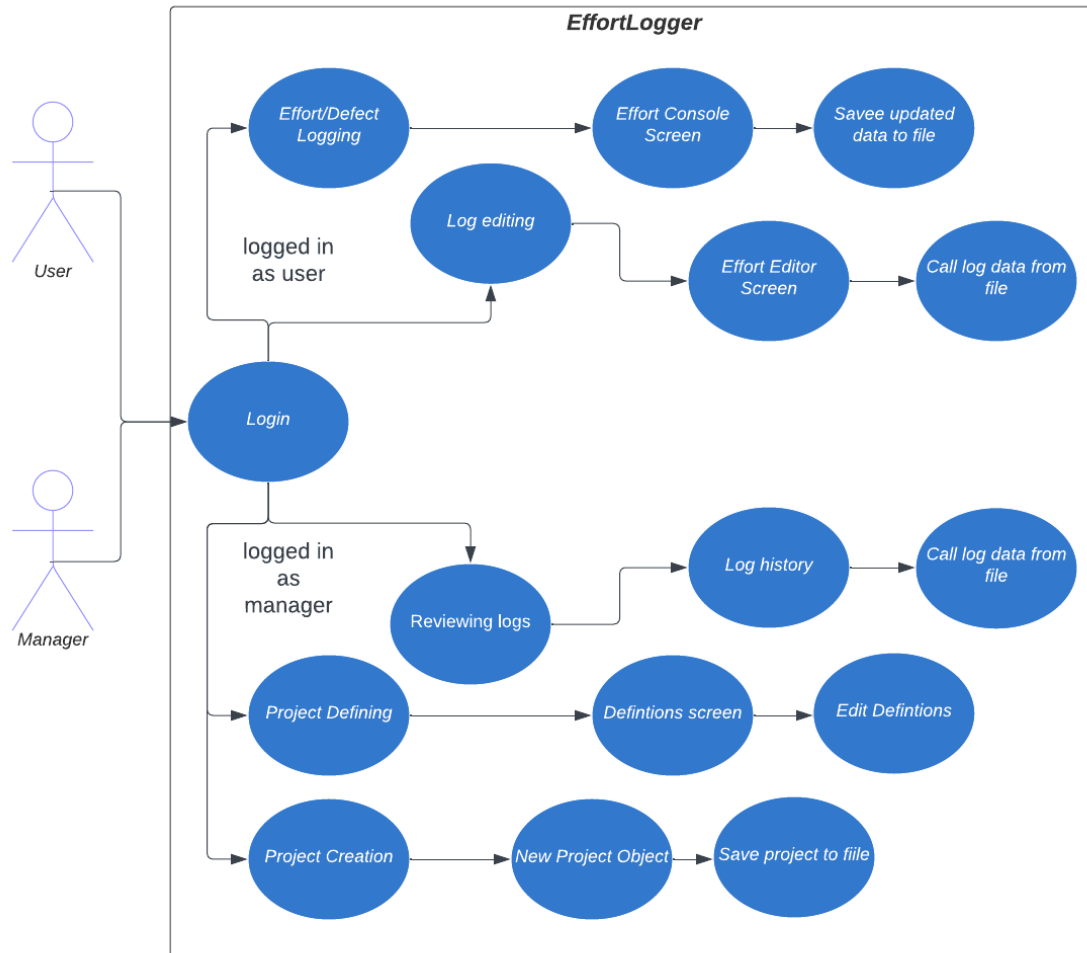 EffortLogger
Effort/Defect
Logging
Effort Console
Screen
Savee updated
data to file
User
logged in
as user
Log editing
Effort Editor
Screen
Call log data from
file
Login
Manager
logged in
as
manager
Reviewing logs
Log history
Call log data from
file
Project Defining
Defintions screen
Edit Defintions
Project Creation
New Project Object
Save project to fiile